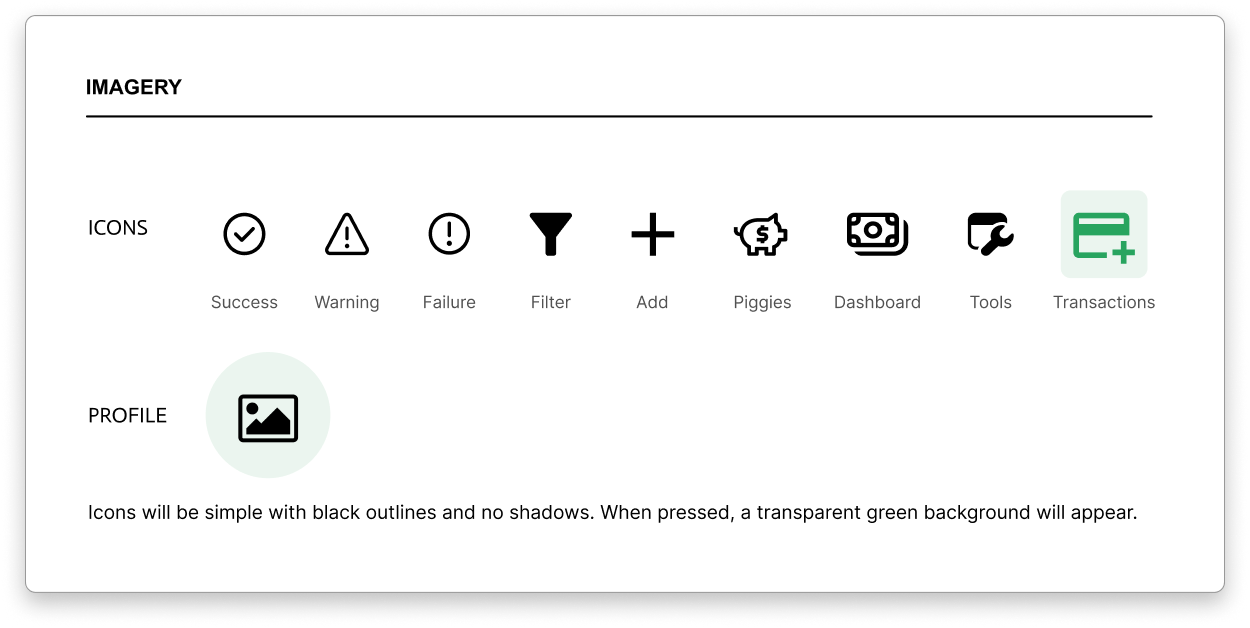 IMAGERY
ICONS
Success Warning Failure Filter Add Piggies Dashboard Tools Transactions
PROFILE
Icons will be simple with black outlines and no shadows. When pressed, a transparent green background will appear.